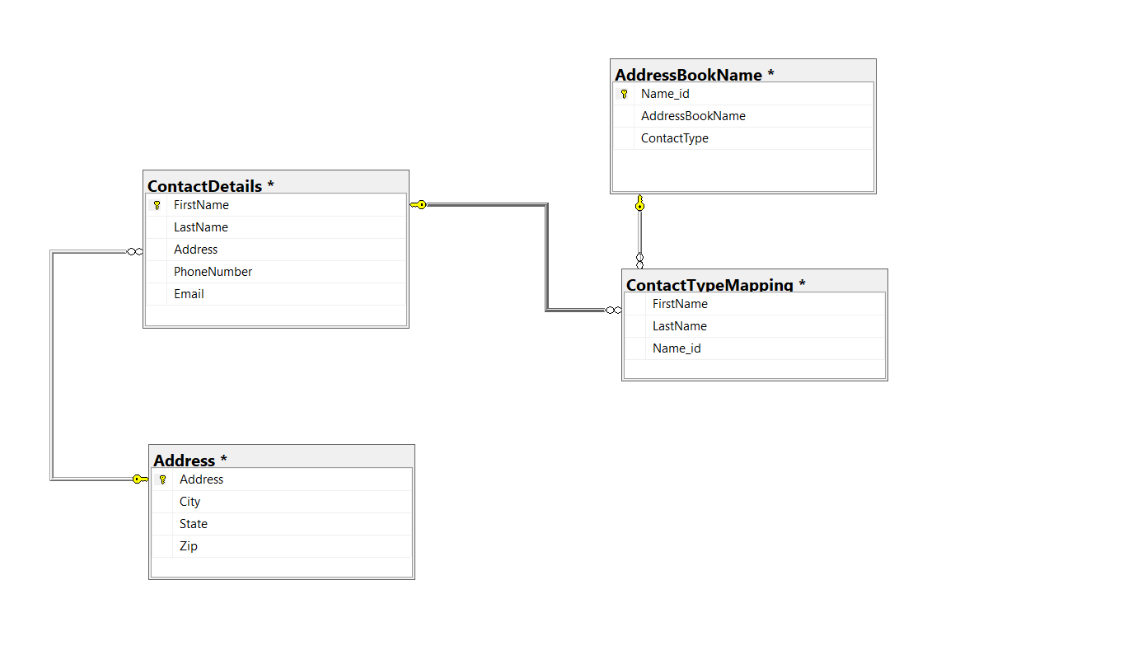 AddressBookName *
Name_id
AddressBookName
ContactType
ContactDetails *
FirstName
LastName
Address
PhoneNumber
Email
ContactTypeMapping *
FirstName
LastName
Name_id
Address *
Address
City
State
Zip